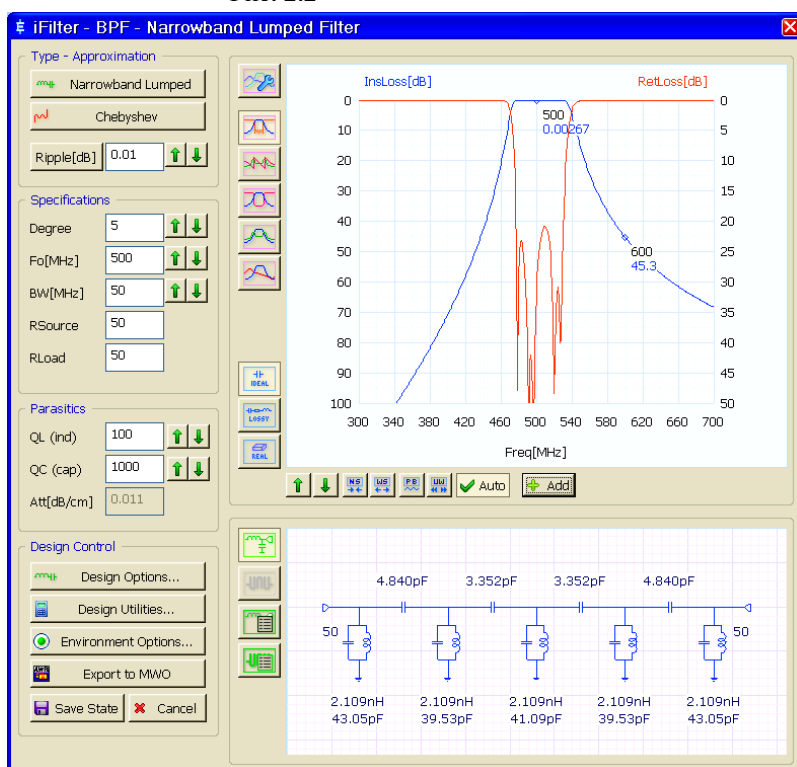 iFilter - BPF - Narrowband Lumped Filter
Type - Approximation
Narrowband Lumped
Chebyshev
Ripple[dB] 0.01
Specifications
Degree 5
Fo[MHz] 500
BW[MHz] 50
RSource 50
RLoad 50
Parasitics
QL (ind) 100
QC (cap) 1000
Att[dB/cm] 0.011
Design Control
Design Options...
Design Utilities...
Environment Options...
Export to MWO
Save State Cancel
IDEAL
LOSSY
REAL
InsLoss[dB] RetLoss[dB]
0 0
500
0.00267
10 5
20 10
30 15
40 20
600
45.3
50 25
60 30
70 35
80 40
90 45
100 50
300 340 380 420 460 500 540 580 620 660 700
Freq[MHz]
NS WS PB UW Auto Add
4.840pF 3.352pF 3.352pF 4.840pF
50 50
2.109nH 2.109nH 2.109nH 2.109nH 2.109nH
43.05pF 39.53pF 41.09pF 39.53pF 43.05pF